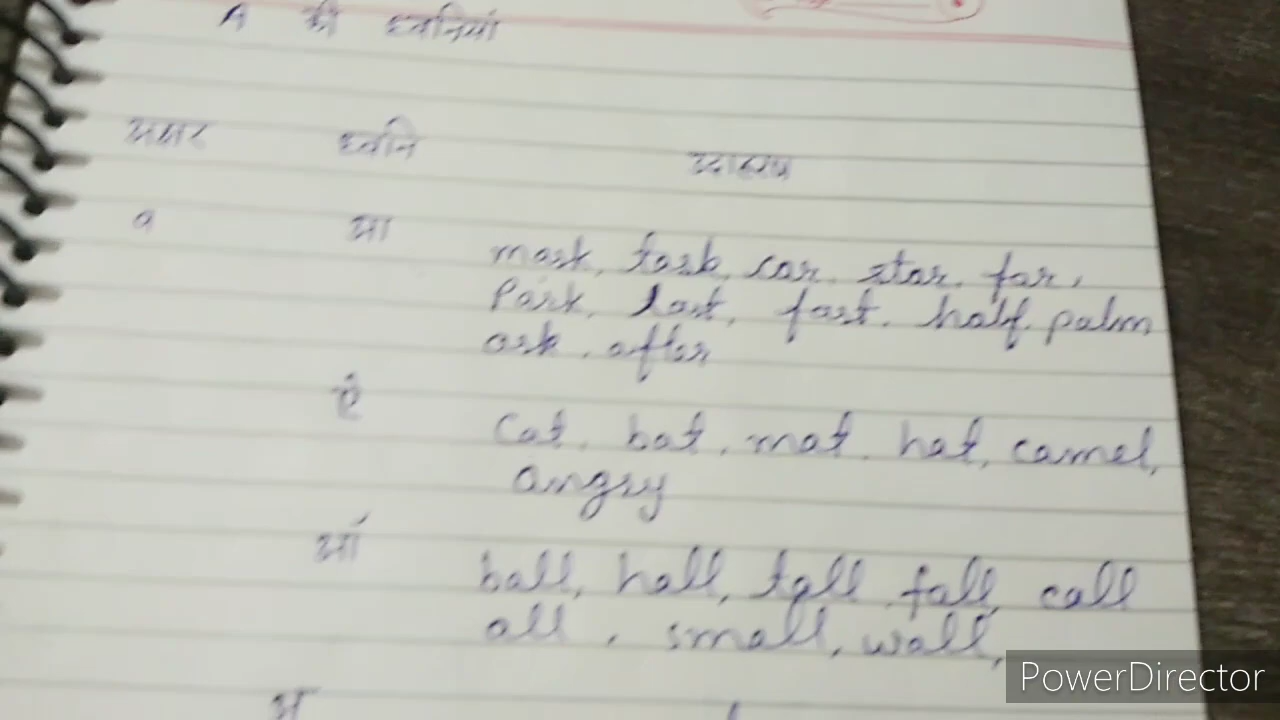 A की ध्वनियां
अक्षर ध्वनि उदाहरण
a आ mask, task, car, star, far,
Park, last, fast, half, palm
ask, after
ऐ cat, bat, mat, hat, camel,
angry
ऑ ball, hall, tall, fall, call
all, small, wall,
अ
PowerDirector